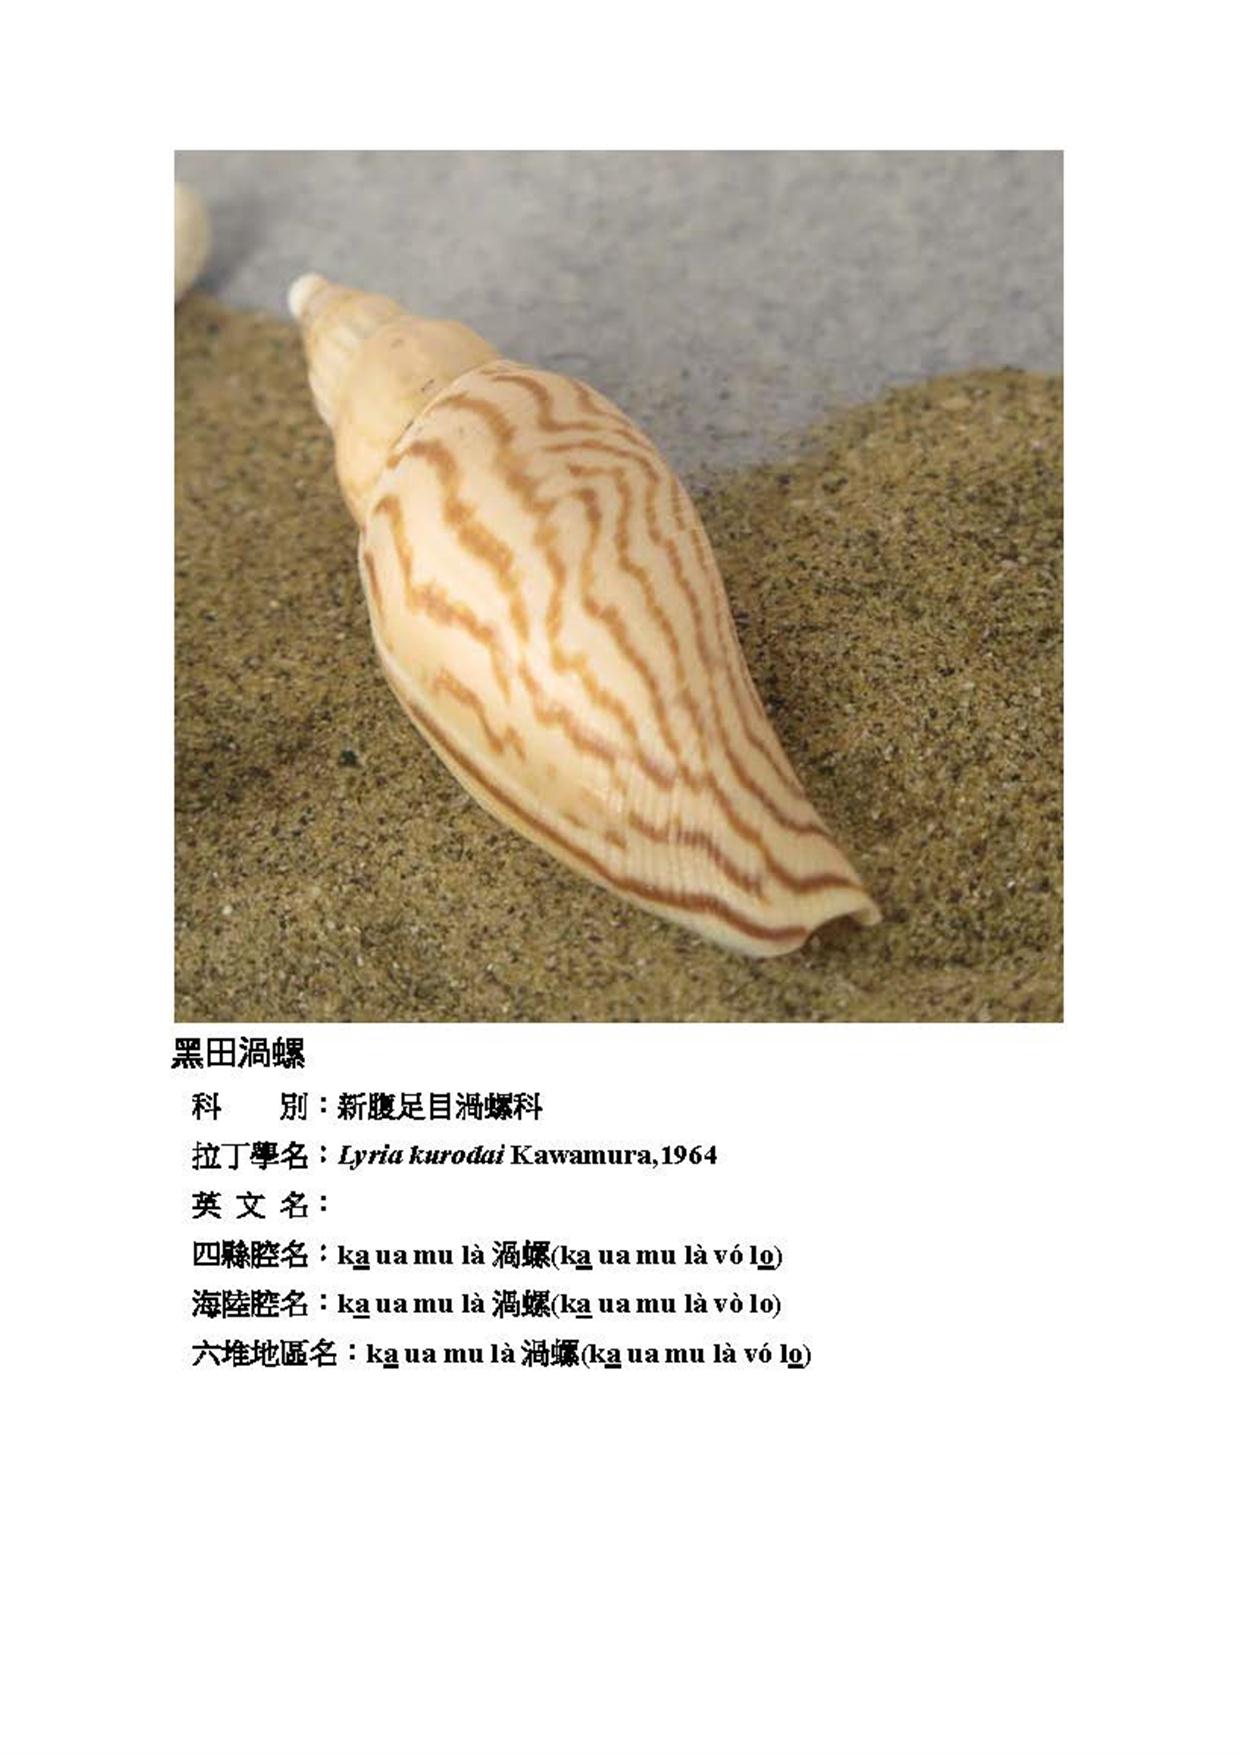 黑田渦螺
科　　別：新腹足目渦螺科
拉丁學名：Lyria kurodai Kawamura,1964
英 文 名：
四縣腔名：ka ua mu là 渦螺(ka ua mu là vó lo)
海陸腔名：ka ua mu là 渦螺(ka ua mu là vò lo)
六堆地區名：ka ua mu là 渦螺(ka ua mu là vó lo)